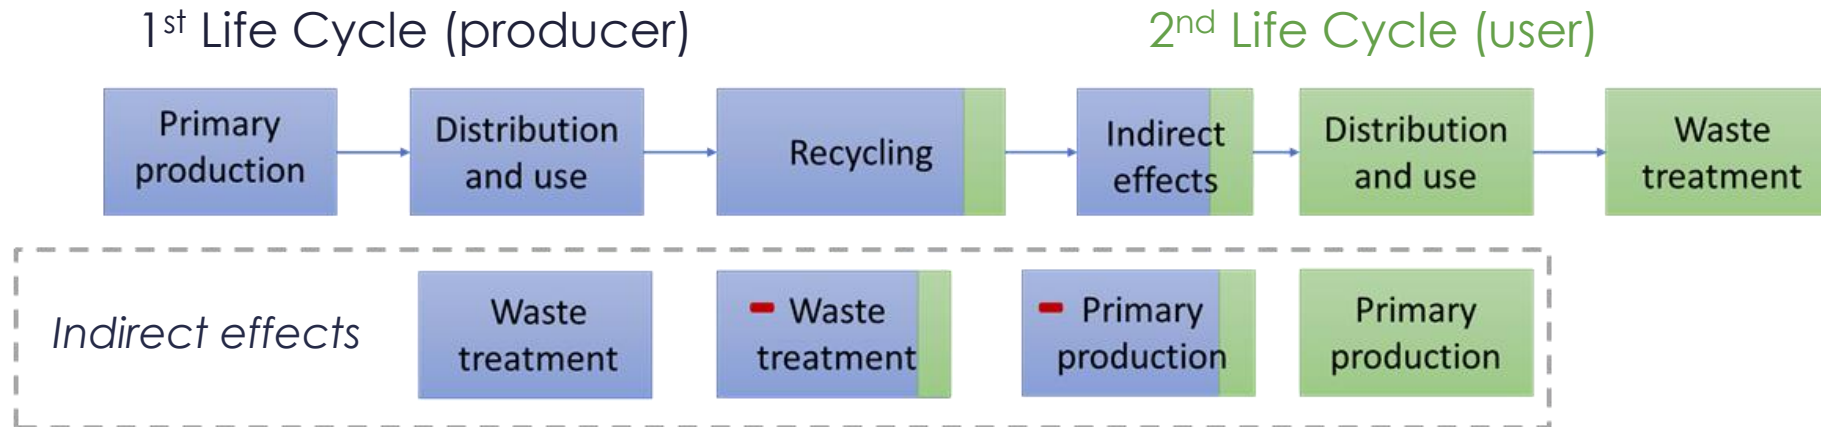 1st Life Cycle (producer)
2nd Life Cycle (user)
Primary
production
Distribution
and use
Recycling
Indirect
effects
Distribution
and use
Waste
treatment
Indirect effects
Waste
treatment
- Waste
treatment
- Primary
production
Primary
production